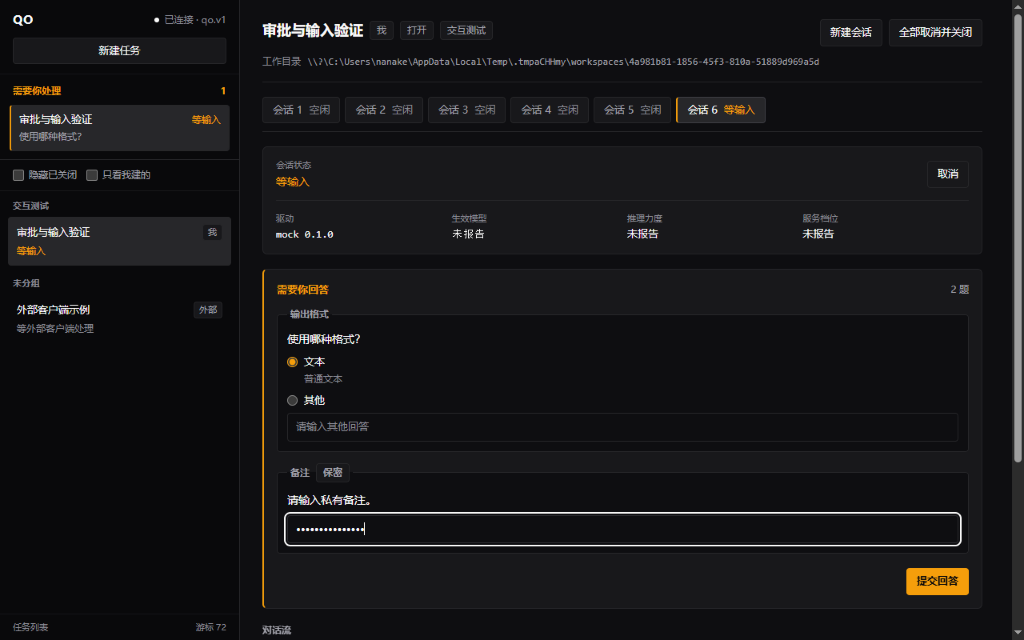 QO
已连接 · qo.v1
新建任务
需要你处理 1
审批与输入验证 等输入
使用哪种格式?
隐藏已关闭 只看我建的
交互测试
审批与输入验证 我
等输入
未分组
外部客户端示例 外部
等外部客户端处理
任务列表 游标 72
审批与输入验证 我 打开 交互测试
新建会话 全部取消并关闭
工作目录 \\?\C:\Users\nanake\AppData\Local\Temp\.tmpaCHHmy\workspaces\4a981b81-1856-45f3-810a-51889d969a5d
会话 1 空闲 会话 2 空闲 会话 3 空闲 会话 4 空闲 会话 5 空闲 会话 6 等输入
会话状态
等输入
取消
驱动 生效模型 推理力度 服务档位
mock 0.1.0 未报告 未报告 未报告
需要你回答 2 题
输出格式
使用哪种格式?
文本
普通文本
其他
请输入其他回答
备注 保密
请输入私有备注。
•••••••••••••••
提交回答
对话流